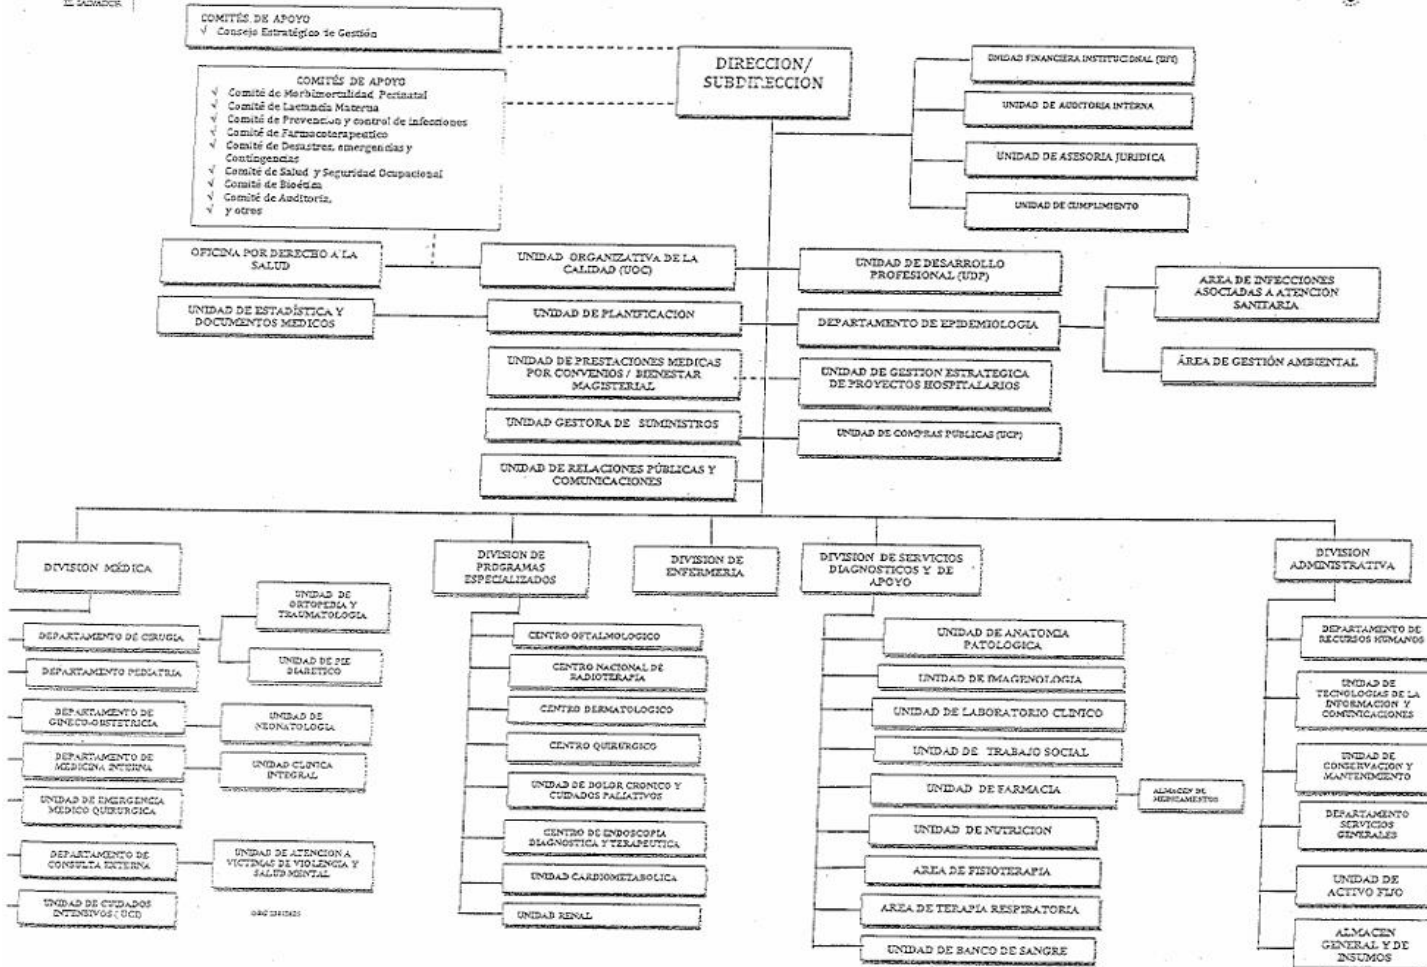 EL SALVADOR
COMITÉS DE APOYO
√ Consejo Estratégico de Gestión
DIRECCION/
SUBDIRECCION
COMITÉS DE APOYO
√ Comité de Morbimortalidad Perinatal
√ Comité de Lactancia Materna
√ Comité de Prevencion y control de infecciones
√ Comité de Farmacoterapeutico
√ Comité de Desastres, emergencias y
Contingencias
√ Comité de Salud y Seguridad Ocupacional
√ Comité de Bioética
√ Comité de Auditoria,
√ y otros
UNIDAD FINANCIERA INSTITUCIONAL (UFI)
UNIDAD DE AUDITORIA INTERNA
UNIDAD DE ASESORIA JURIDICA
UNIDAD DE CUMPLIMIENTO
OFICINA POR DERECHO A LA
SALUD
UNIDAD ORGANIZATIVA DE LA
CALIDAD (UOC)
UNIDAD DE DESARROLLO
PROFESIONAL (UDP)
UNIDAD DE ESTADÍSTICA Y
DOCUMENTOS MEDICOS
UNIDAD DE PLANIFICACION
DEPARTAMENTO DE EPIDEMIOLOGIA
AREA DE INFECCIONES
ASOCIADAS A ATENCION
SANITARIA
ÁREA DE GESTIÓN AMBIENTAL
UNIDAD DE PRESTACIONES MEDICAS
POR CONVENIOS / BIENESTAR
MAGISTERIAL
UNIDAD DE GESTION ESTRATEGICA
DE PROYECTOS HOSPITALARIOS
UNIDAD GESTORA DE SUMINISTROS
UNIDAD DE COMPRAS PUBLICAS (UCP)
UNIDAD DE RELACIONES PÚBLICAS Y
COMUNICACIONES
DIVISION MÉDICA
DIVISION DE
PROGRAMAS
ESPECIALIZADOS
DIVISION DE
ENFERMERIA
DIVISION DE SERVICIOS
DIAGNOSTICOS Y DE
APOYO
DIVISION
ADMINISTRATIVA
DEPARTAMENTO DE CIRUGIA
UNIDAD DE
ORTOPEDIA Y
TRAUMATOLOGIA
UNIDAD DE PIE
DIABETICO
DEPARTAMENTO PEDIATRIA
DEPARTAMENTO DE
GINECO-OBSTETRICIA
UNIDAD DE
NEONATOLOGIA
DEPARTAMENTO DE
MEDICINA INTERNA
UNIDAD CLINICA
INTEGRAL
UNIDAD DE EMERGENCIA
MEDICO QUIRURGICA
DEPARTAMENTO DE
CONSULTA EXTERNA
UNIDAD DE ATENCION A
VICTIMAS DE VIOLENCIA Y
SALUD MENTAL
UNIDAD DE CUIDADOS
INTENSIVOS ( UCI)
CENTRO OFTALMOLOGICO
CENTRO NACIONAL DE
RADIOTERAPIA
CENTRO DERMATOLOGICO
CENTRO QUIRÚRGICO
UNIDAD DE DOLOR CRONICO Y
CUIDADOS PALIATIVOS
CENTRO DE ENDOSCOPIA
DIAGNOSTICA Y TERAPEUTICA
UNIDAD CARDIOMETABOLICA
UNIDAD RENAL
UNIDAD DE ANATOMIA
PATOLOGICA
UNIDAD DE IMAGENOLOGIA
UNIDAD DE LABORATORIO CLINICO
UNIDAD DE TRABAJO SOCIAL
UNIDAD DE FARMACIA
ALMACEN DE
MEDICAMENTOS
UNIDAD DE NUTRICION
AREA DE FISIOTERAPIA
AREA DE TERAPIA RESPIRATORIA
UNIDAD DE BANCO DE SANGRE
DEPARTAMENTO DE
RECURSOS HUMANOS
UNIDAD DE
TECNOLOGIAS DE LA
INFORMACION Y
COMUNICACIONES
UNIDAD DE
CONSERVACION Y
MANTENIMIENTO
DEPARTAMENTO
SERVICIOS
GENERALES
UNIDAD DE
ACTIVO FIJO
ALMACEN
GENERAL Y DE
INSUMOS